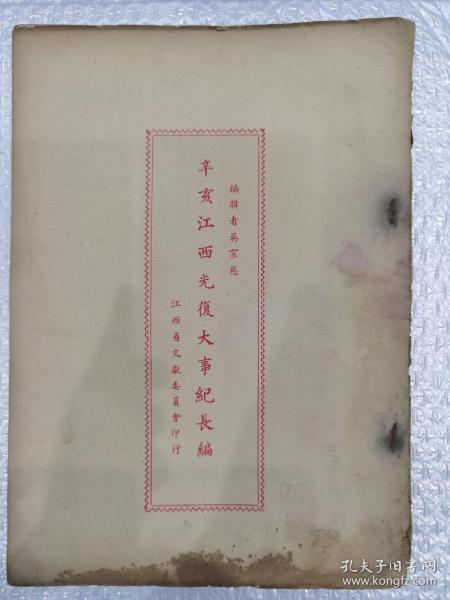 編輯者吳宗慈
辛亥江西光復大事紀長編
江西省文獻委員會印行
孔夫子旧书网
www.kongfz.com